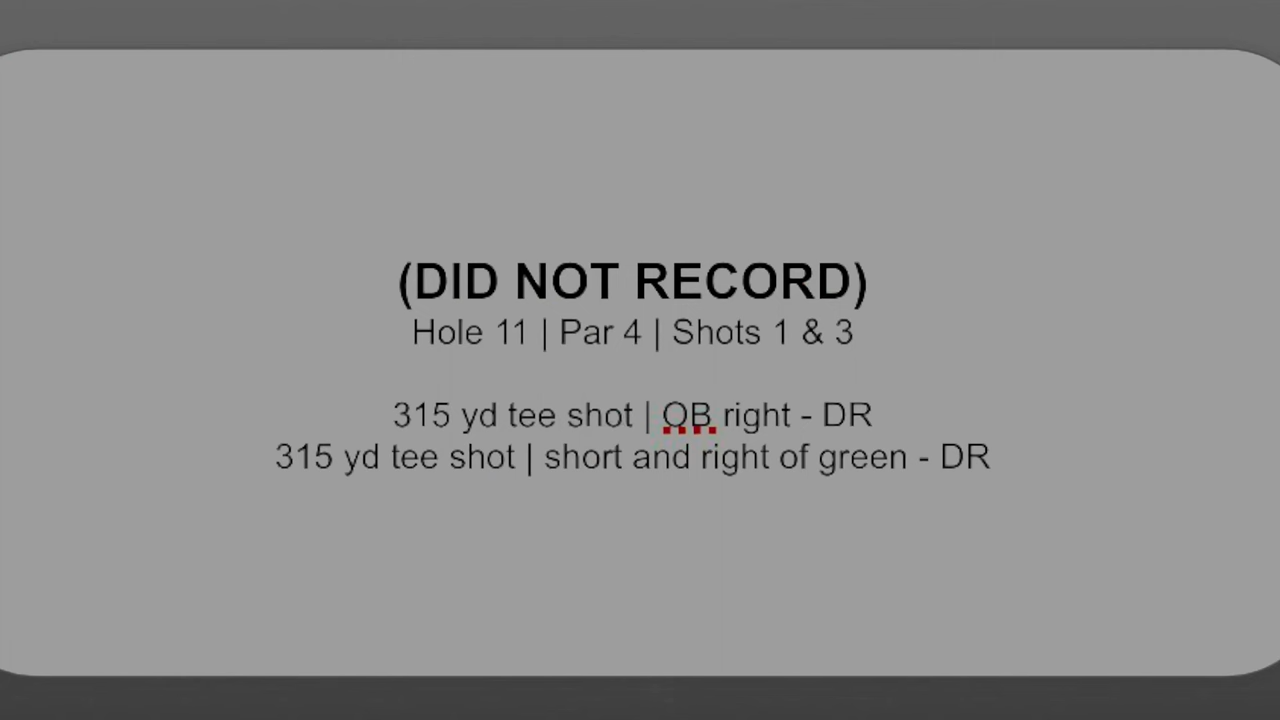 (DID NOT RECORD)
Hole 11 | Par 4 | Shots 1 & 3
315 yd tee shot | OB right - DR
315 yd tee shot | short and right of green - DR